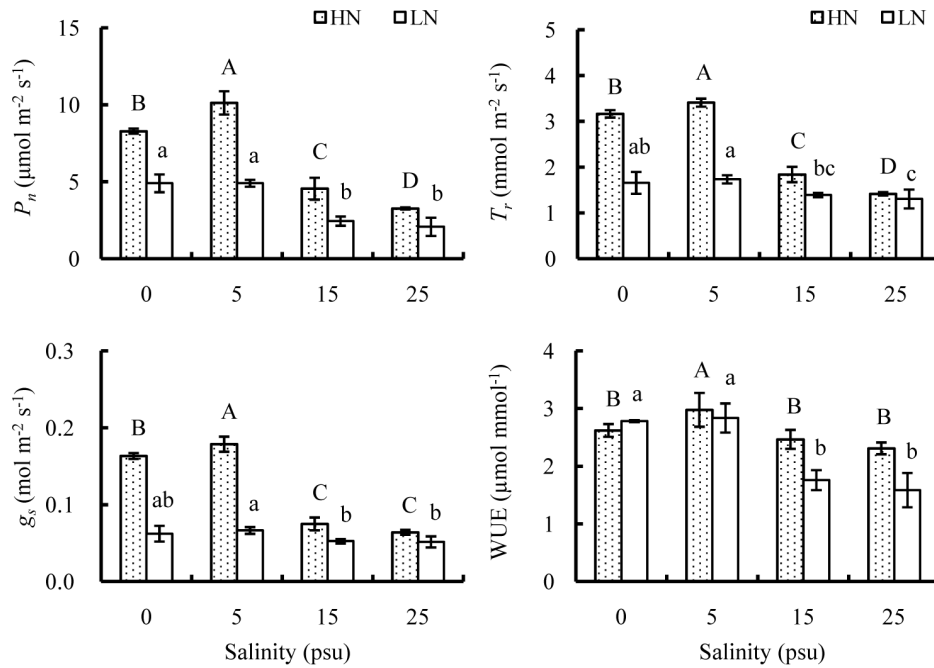 HN LN
15
10
5
0
Pn (µmol m-2 s-1)
B A C D
a a b b
0 5 15 25
HN LN
5
4
3
2
1
0
Tr (mmol m-2 s-1)
B A C D
ab a bc c
0 5 15 25
0.3
0.2
0.1
0.0
gs (mol m-2 s-1)
B A C C
ab a b b
0 5 15 25
Salinity (psu)
4
3
2
1
0
WUE (µmol mmol-1)
B a A a B b B b
0 5 15 25
Salinity (psu)